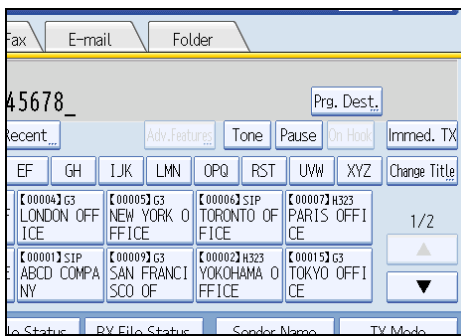 Fax E-mail Folder
45678_
Prg. Dest.
Recent Adv.Features Tone Pause On Hook Immed. TX
EF GH IJK LMN OPQ RST UVW XYZ Change Title
【00004】G3 【00005】G3 【00006】SIP 【00007】H323
LONDON OFF NEW YORK O TORONTO OF PARIS OFFI
ICE FFICE FICE CE
1/2
【00001】SIP 【00009】G3 【00002】H323 【00015】G3
ABCD COMPA SAN FRANCI YOKOHAMA O TOKYO OFFI
NY SCO OF FFICE CE
Status RX File Status Sender Name TX Mode